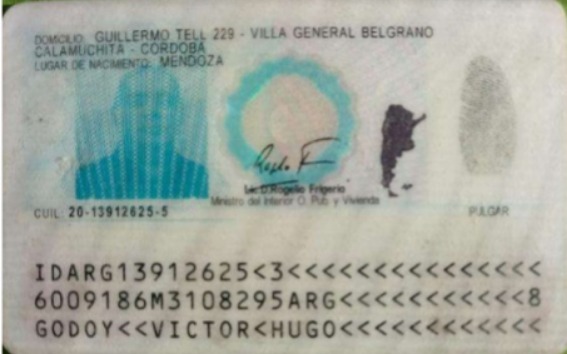 DOMICILIO: GUILLERMO TELL 229 - VILLA GENERAL BELGRANO
CALAMUCHITA - CORDOBA
LUGAR DE NACIMIENTO: MENDOZA
Lic.D.Rogelio Frigerio
Ministro del Interior O. Pub. y Vivienda
CUIL: 20-13912625-5
PULGAR
IDARG13912625<3<<<<<<<<<<<<<<<
6009186M3108295ARG<<<<<<<<<<<8
GODOY<<VICTOR<HUGO<<<<<<<<<<<<